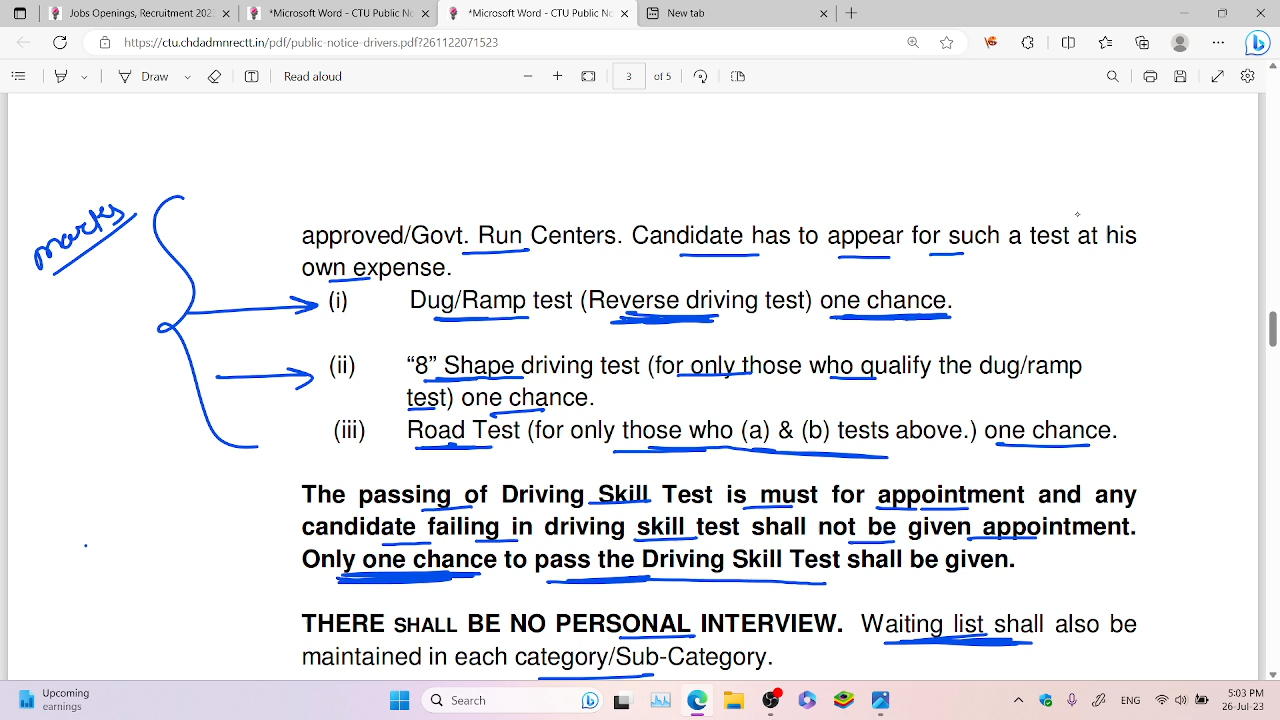 Jobs Openings, Recruitment 202
*Microsoft Word - CTU Public No
*Microsoft Word - CTU Public No
New tab
https://ctu.chdadmnrectt.in/pdf/public-notice-drivers.pdf?261122071523
Draw
Read aloud
3 of 5
marks
approved/Govt. Run Centers. Candidate has to appear for such a test at his
own expense.
(i) Dug/Ramp test (Reverse driving test) one chance.
(ii) “8” Shape driving test (for only those who qualify the dug/ramp
test) one chance.
(iii) Road Test (for only those who (a) & (b) tests above.) one chance.
The passing of Driving Skill Test is must for appointment and any
candidate failing in driving skill test shall not be given appointment.
Only one chance to pass the Driving Skill Test shall be given.
THERE SHALL BE NO PERSONAL INTERVIEW. Waiting list shall also be
maintained in each category/Sub-Category.
Upcoming
earnings
Search
ENG
5:03 PM
26-Jul-23